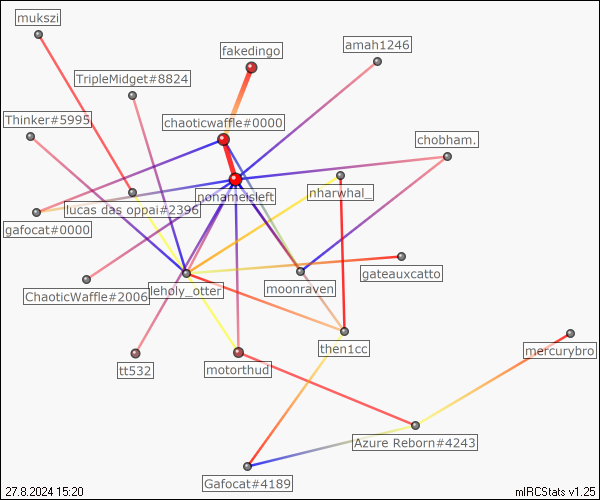 mukszi
fakedingo
amah1246
TripleMidget#8824
Thinker#5995
chaoticwaffle#0000
chobham.
nharwhal_
nonameisleft
lucas das oppai#2396
gafocat#0000
gateauxcatto
leholy_otter
moonraven
ChaoticWaffle#2006
then1cc
mercurybro
tt532
motorthud
Azure Reborn#4243
Gafocat#4189
27.8.2024 15:20
mIRCStats v1.25